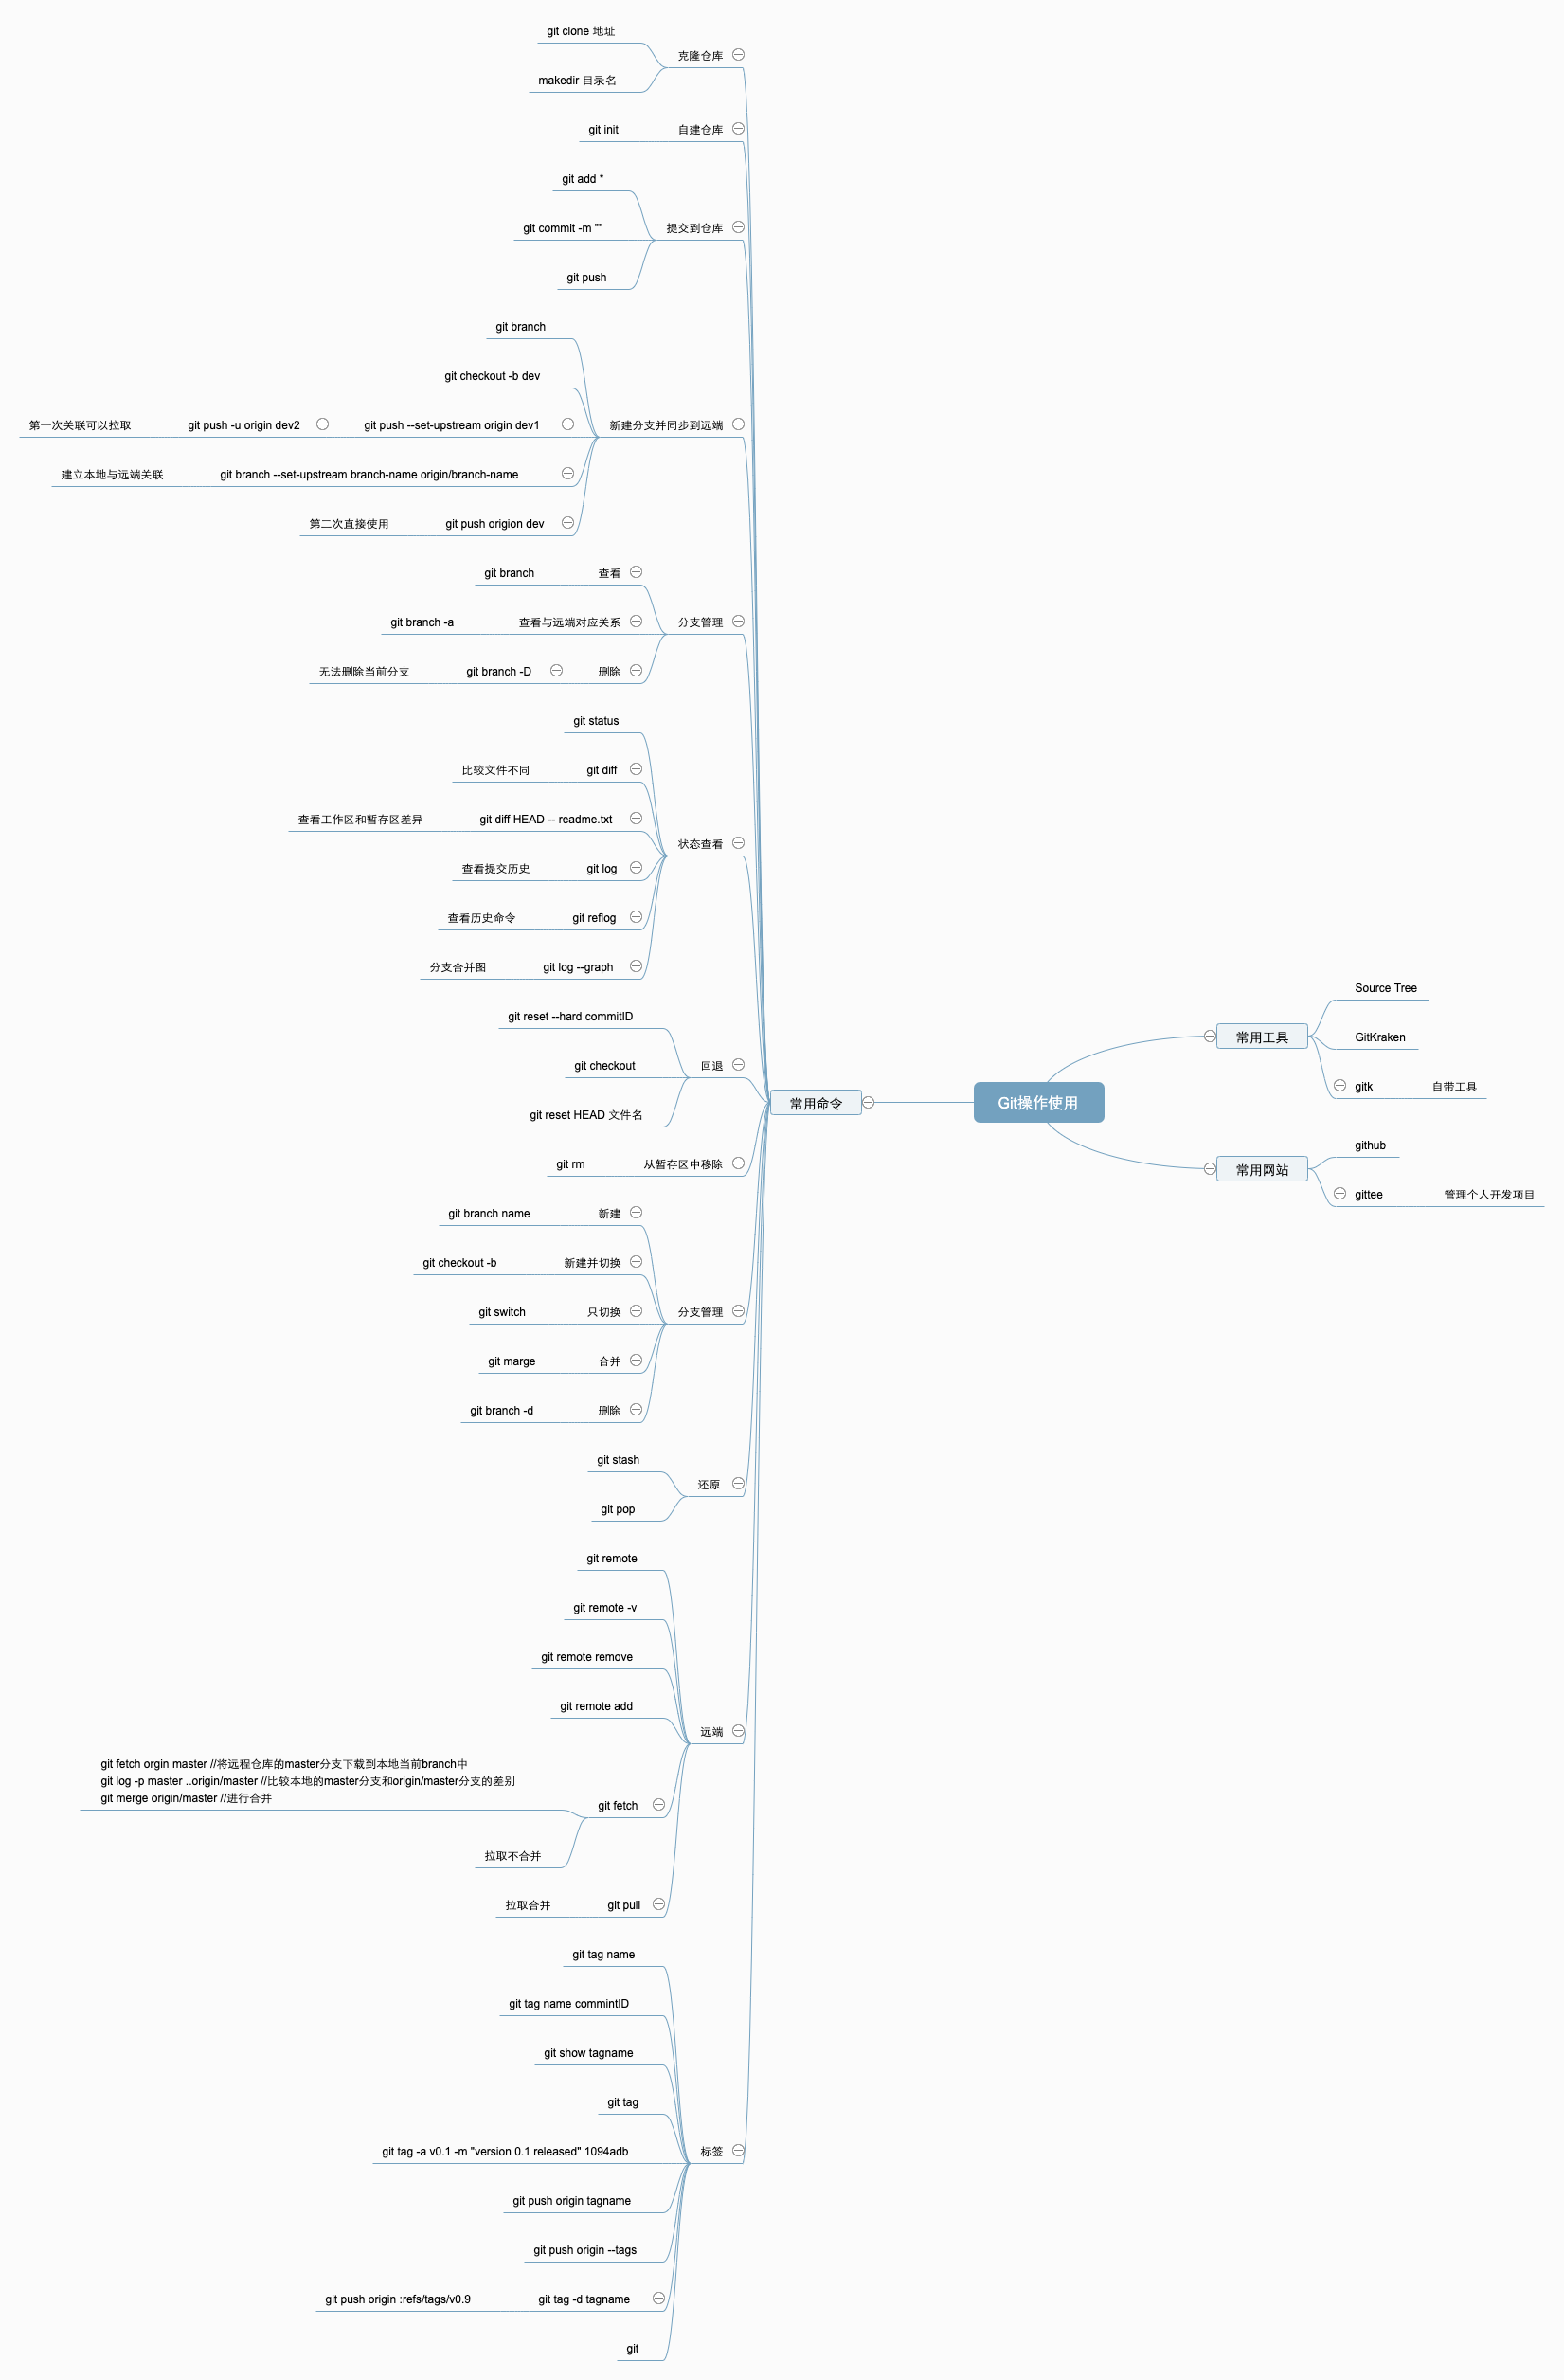 Git操作使用
常用工具
Source Tree
GitKraken
gitk
自带工具
常用网站
github
gittee
管理个人开发项目
常用命令
克隆仓库
git clone 地址
makedir 目录名
自建仓库
git init
提交到仓库
git add *
git commit -m ""
git push
新建分支并同步到远端
git branch
git checkout -b dev
git push --set-upstream origin dev1
git push -u origin dev2
第一次关联可以拉取
git branch --set-upstream branch-name origin/branch-name
建立本地与远端关联
git push origion dev
第二次直接使用
分支管理
查看
git branch
查看与远端对应关系
git branch -a
删除
git branch -D
无法删除当前分支
状态查看
git status
git diff
比较文件不同
git diff HEAD -- readme.txt
查看工作区和暂存区差异
git log
查看提交历史
git reflog
查看历史命令
git log --graph
分支合并图
回退
git reset --hard commitID
git checkout
git reset HEAD 文件名
从暂存区中移除
git rm
分支管理
新建
git branch name
新建并切换
git checkout -b
只切换
git switch
合并
git marge
删除
git branch -d
还原
git stash
git pop
远端
git remote
git remote -v
git remote remove
git remote add
git fetch
git fetch orgin master //将远程仓库的master分支下载到本地当前branch中
git log -p master ..origin/master //比较本地的master分支和origin/master分支的差别
git merge origin/master //进行合并
拉取不合并
git pull
拉取合并
标签
git tag name
git tag name commintID
git show tagname
git tag
git tag -a v0.1 -m "version 0.1 released" 1094adb
git push origin tagname
git push origin --tags
git tag -d tagname
git push origin :refs/tags/v0.9
git